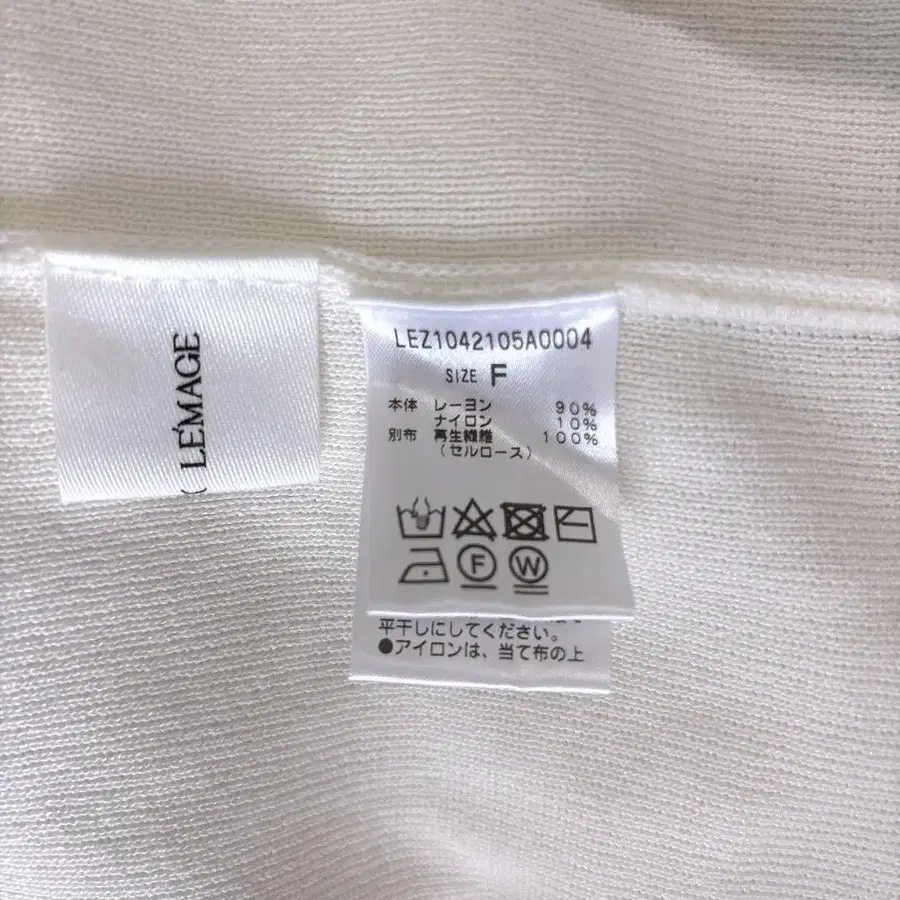 LÉMAGE
LEZ1042105A0004
SIZE F
本体 レーヨン 90%
ナイロン 10%
別布 再生繊維 100%
(セルロース)
F W
平干しにしてください。
●アイロンは、当て布の上